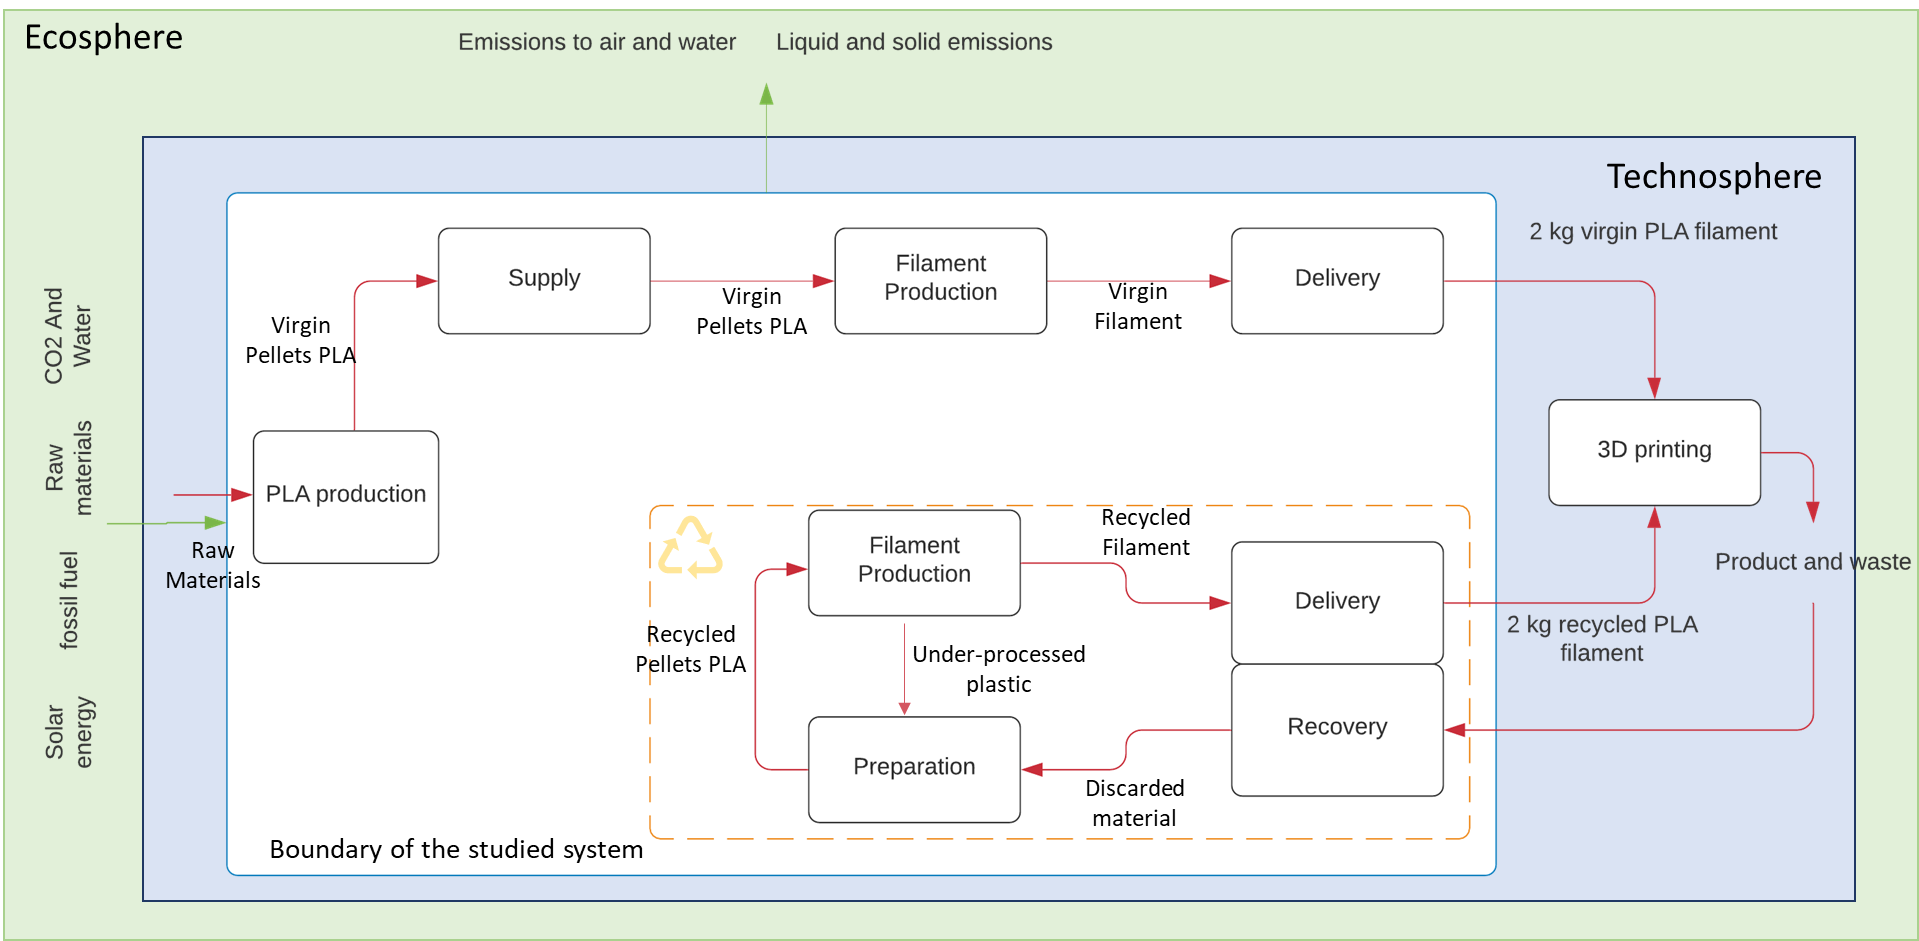 Ecosphere
Emissions to air and water
Liquid and solid emissions
Technosphere
2 kg virgin PLA filament
Supply
Filament
Production
Delivery
Virgin
Pellets PLA
Virgin
Filament
Virgin
Pellets PLA
CO2 And
Water
Raw
materials
fossil fuel
Solar
energy
PLA production
Raw
Materials
3D printing
Product and waste
Recycled
Filament
Filament
Production
Delivery
2 kg recycled PLA
filament
Recycled
Pellets PLA
Under-processed
plastic
Recovery
Preparation
Discarded
material
Boundary of the studied system